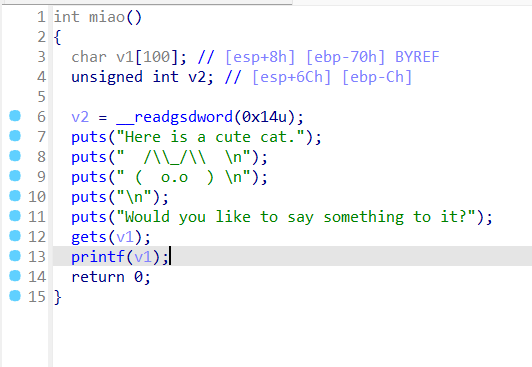 1 int miao()
2 {
3   char v1[100]; // [esp+8h] [ebp-70h] BYREF
4   unsigned int v2; // [esp+6Ch] [ebp-Ch]
5
6   v2 = __readgsdword(0x14u);
7   puts("Here is a cute cat.");
8   puts("  /\\_/\\  \n");
9   puts(" (  o.o  ) \n");
10   puts("\n");
11   puts("Would you like to say something to it?");
12   gets(v1);
13   printf(v1);
14   return 0;
15 }